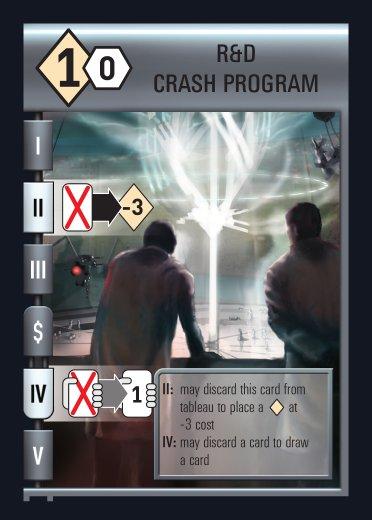 1 0
R&D
CRASH PROGRAM
I
II
-3
III
$
IV
1
V
II: may discard this card from
tableau to place a ◇ at
-3 cost
IV: may discard a card to draw
a card